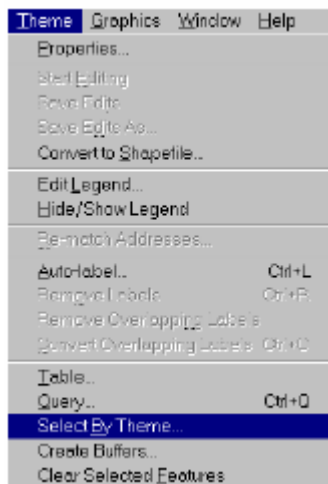 Theme Graphics Window Help
Properties...
Start Editing
Save Edits
Save Edits As...
Convert to Shapefile...
Edit Legend...
Hide/Show Legend
Re-match Addresses...
Auto-label... Ctrl+L
Remove Labels Ctrl+R
Remove Overlapping Labels
Convert Overlapping Labels Ctrl+O
Table...
Query... Ctrl+Q
Select By Theme...
Create Buffers...
Clear Selected Features